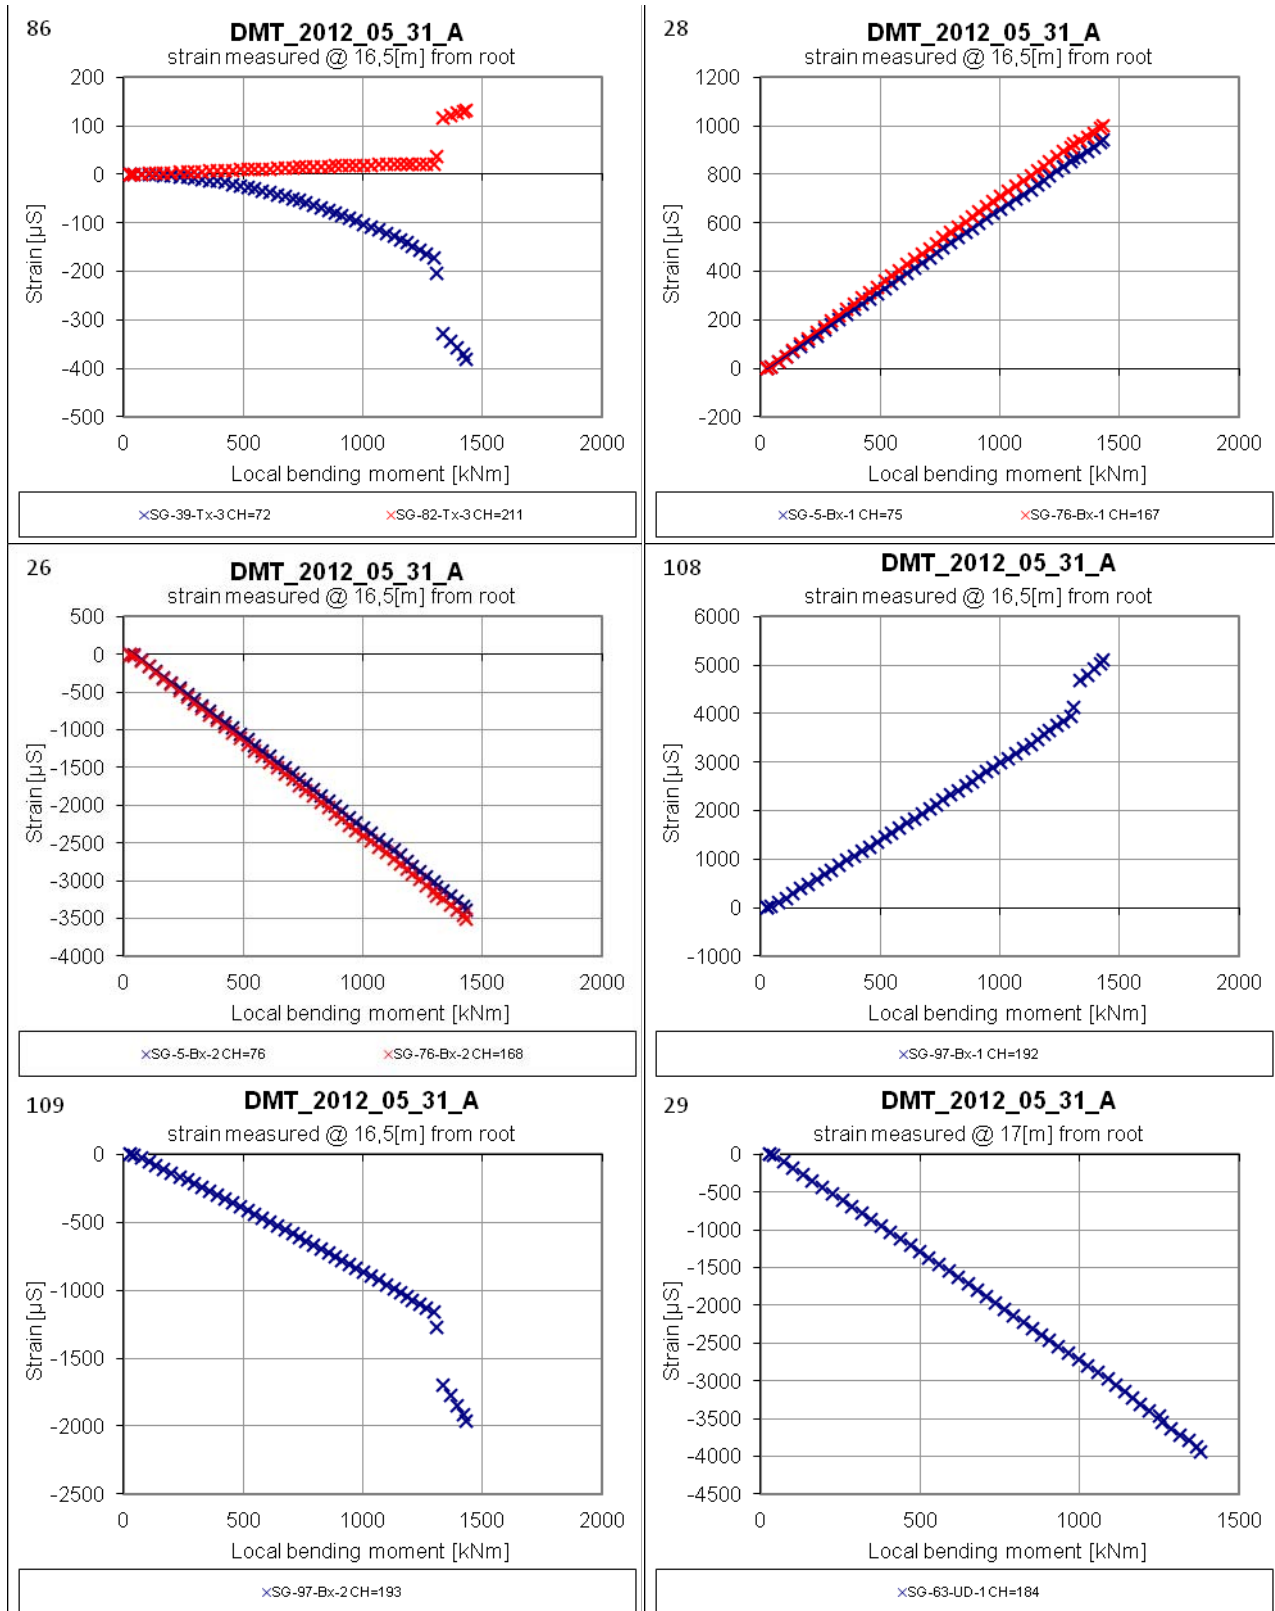 86
DMT_2012_05_31_A
strain measured @ 16,5[m] from root
200
100
0
-100
-200
-300
-400
-500
Strain [µS]
0 500 1000 1500 2000
Local bending moment [kNm]
×SG-39-Tx-3 CH=72 ×SG-82-Tx-3 CH=211
28
DMT_2012_05_31_A
strain measured @ 16,5[m] from root
1200
1000
800
600
400
200
0
-200
Strain [µS]
0 500 1000 1500 2000
Local bending moment [kNm]
×SG-5-Bx-1 CH=75 ×SG-76-Bx-1 CH=167
26
DMT_2012_05_31_A
strain measured @ 16,5[m] from root
500
0
-500
-1000
-1500
-2000
-2500
-3000
-3500
-4000
Strain [µS]
0 500 1000 1500 2000
Local bending moment [kNm]
×SG-5-Bx-2 CH=76 ×SG-76-Bx-2 CH=168
108
DMT_2012_05_31_A
strain measured @ 16,5[m] from root
6000
5000
4000
3000
2000
1000
0
-1000
Strain [µS]
0 500 1000 1500 2000
Local bending moment [kNm]
×SG-97-Bx-1 CH=192
109
DMT_2012_05_31_A
strain measured @ 16,5[m] from root
0
-500
-1000
-1500
-2000
-2500
Strain [µS]
0 500 1000 1500 2000
Local bending moment [kNm]
×SG-97-Bx-2 CH=193
29
DMT_2012_05_31_A
strain measured @ 17[m] from root
0
-500
-1000
-1500
-2000
-2500
-3000
-3500
-4000
-4500
Strain [µS]
0 500 1000 1500
Local bending moment [kNm]
×SG-63-UD-1 CH=184